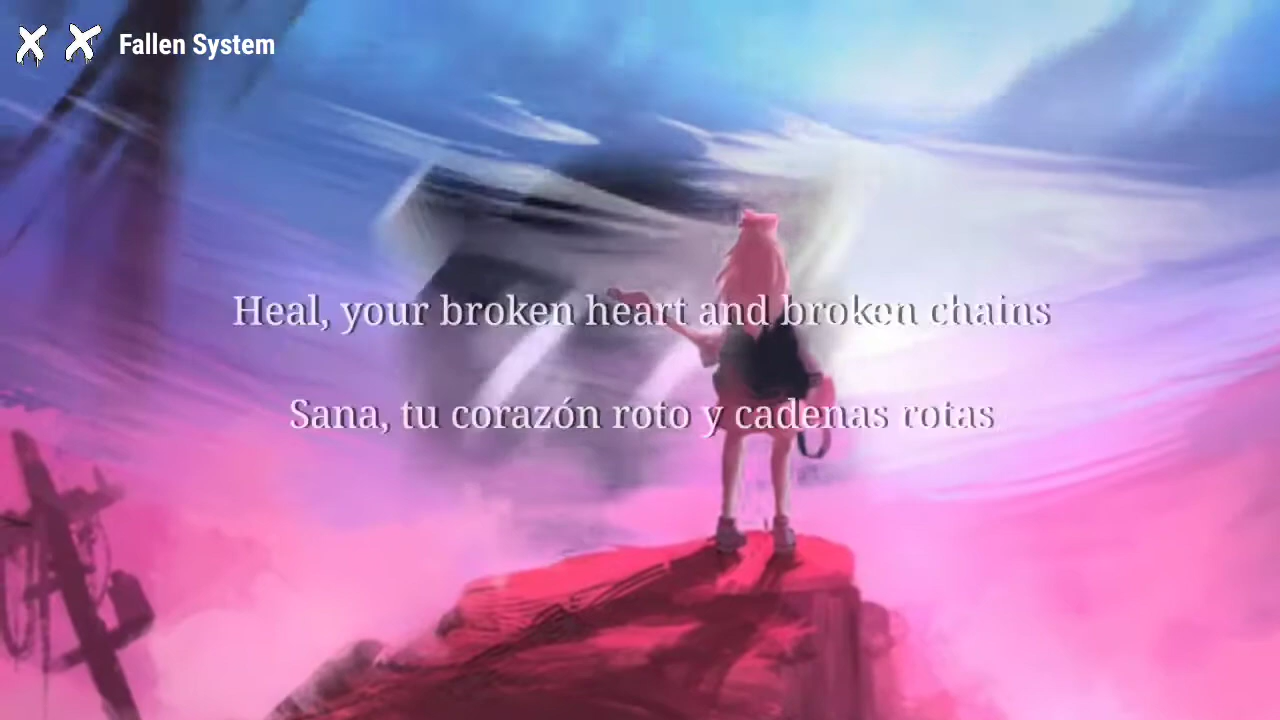 Fallen System
Heal, your broken heart and broken chains
Sana, tu corazón roto y cadenas rotas